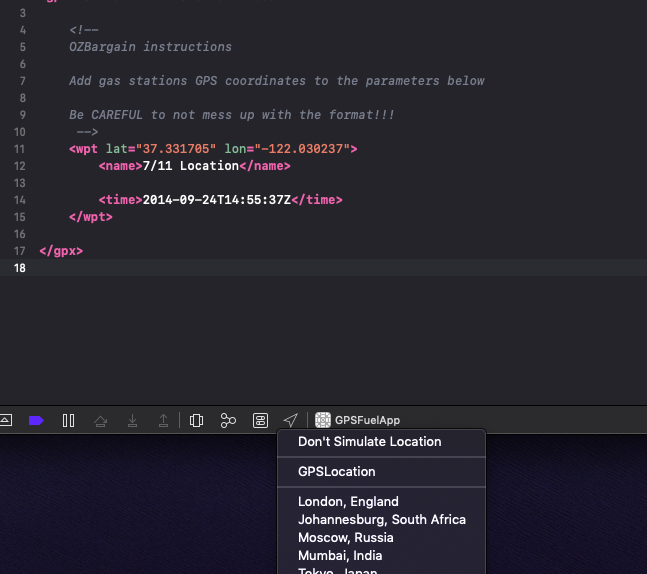 3
4 <!--
5 OZBargain instructions
6
7 Add gas stations GPS coordinates to the parameters below
8
9 Be CAREFUL to not mess up with the format!!!
10 -->
11 <wpt lat="37.331705" lon="-122.030237">
12 <name>7/11 Location</name>
13
14 <time>2014-09-24T14:55:37Z</time>
15 </wpt>
16
17 </gpx>
18
GPSFuelApp
Don't Simulate Location
GPSLocation
London, England
Johannesburg, South Africa
Moscow, Russia
Mumbai, India
Tokyo, Japan